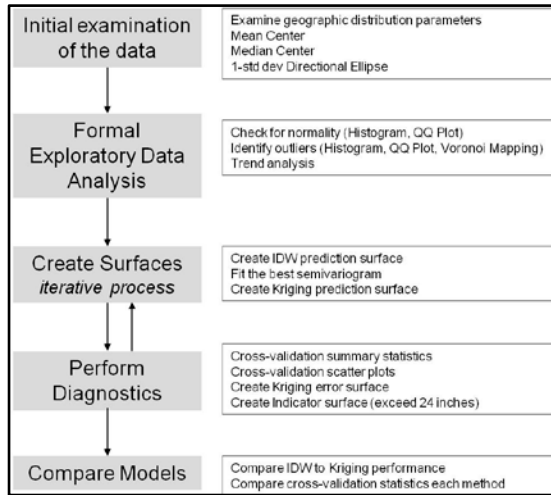 Initial examination
of the data
Examine geographic distribution parameters
Mean Center
Median Center
1-std dev Directional Ellipse
Formal
Exploratory Data
Analysis
Check for normality (Histogram, QQ Plot)
Identify outliers (Histogram, QQ Plot, Voronoi Mapping)
Trend analysis
Create Surfaces
iterative process
Create IDW prediction surface
Fit the best semivariogram
Create Kriging prediction surface
Perform
Diagnostics
Cross-validation summary statistics
Cross-validation scatter plots
Create Kriging error surface
Create Indicator surface (exceed 24 inches)
Compare Models
Compare IDW to Kriging performance
Compare cross-validation statistics each method